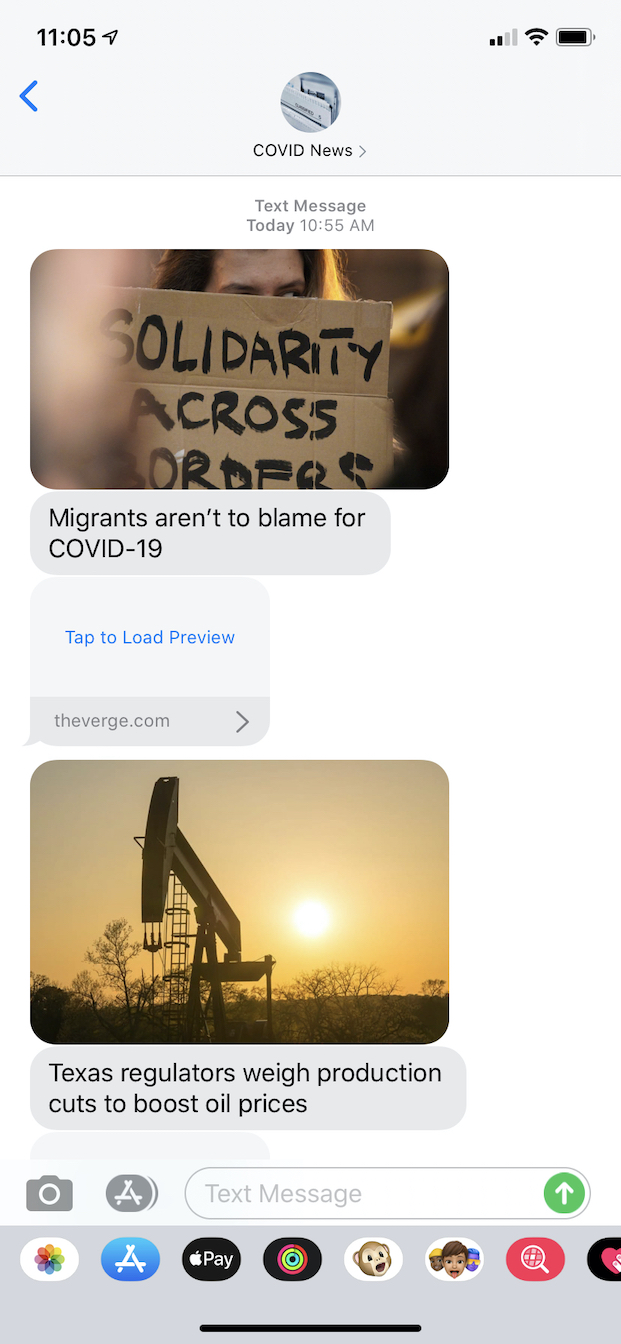 11:05
COVID News
Text Message
Today 10:55 AM
SOLIDARITY
ACROSS
ORDERS
Migrants aren’t to blame for
COVID-19
Tap to Load Preview
theverge.com
Texas regulators weigh production
cuts to boost oil prices
Text Message
Pay